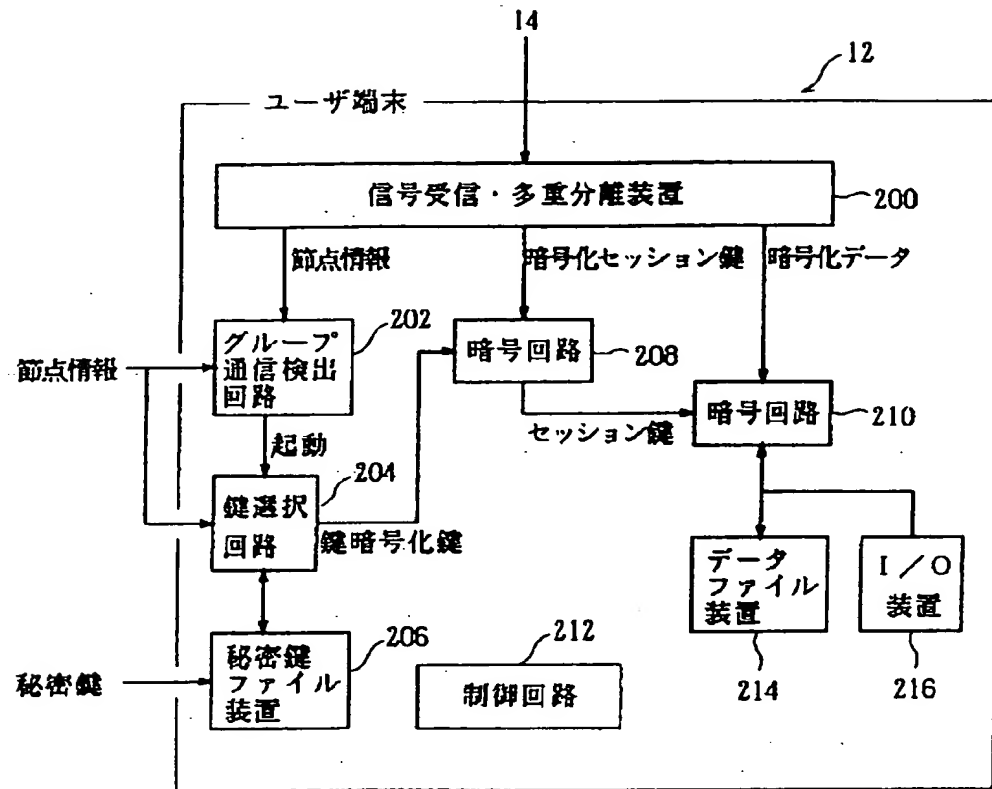 14
12
ユーザ端末
信号受信・多重分離装置
200
節点情報
暗号化セッション鍵
暗号化データ
グループ
通信検出
回路
202
暗号回路
208
節点情報
暗号回路
210
セッション鍵
起動
鍵選択
回路
204
鍵暗号化鍵
データ
ファイル
装置
I/O
装置
秘密鍵
ファイル
装置
206
212
制御回路
214
216
秘密鍵